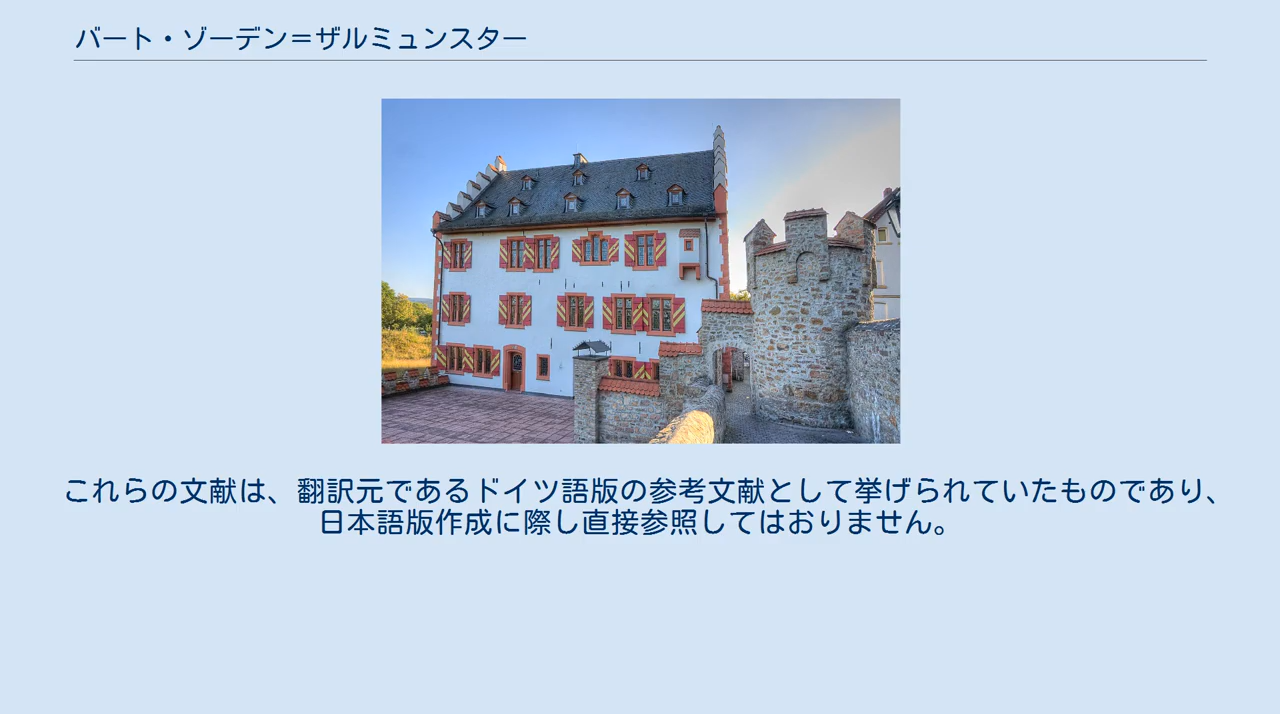 バート・ゾーデン＝ザルミュンスター
これらの文献は、翻訳元であるドイツ語版の参考文献として挙げられていたものであり、
日本語版作成に際し直接参照してはおりません。